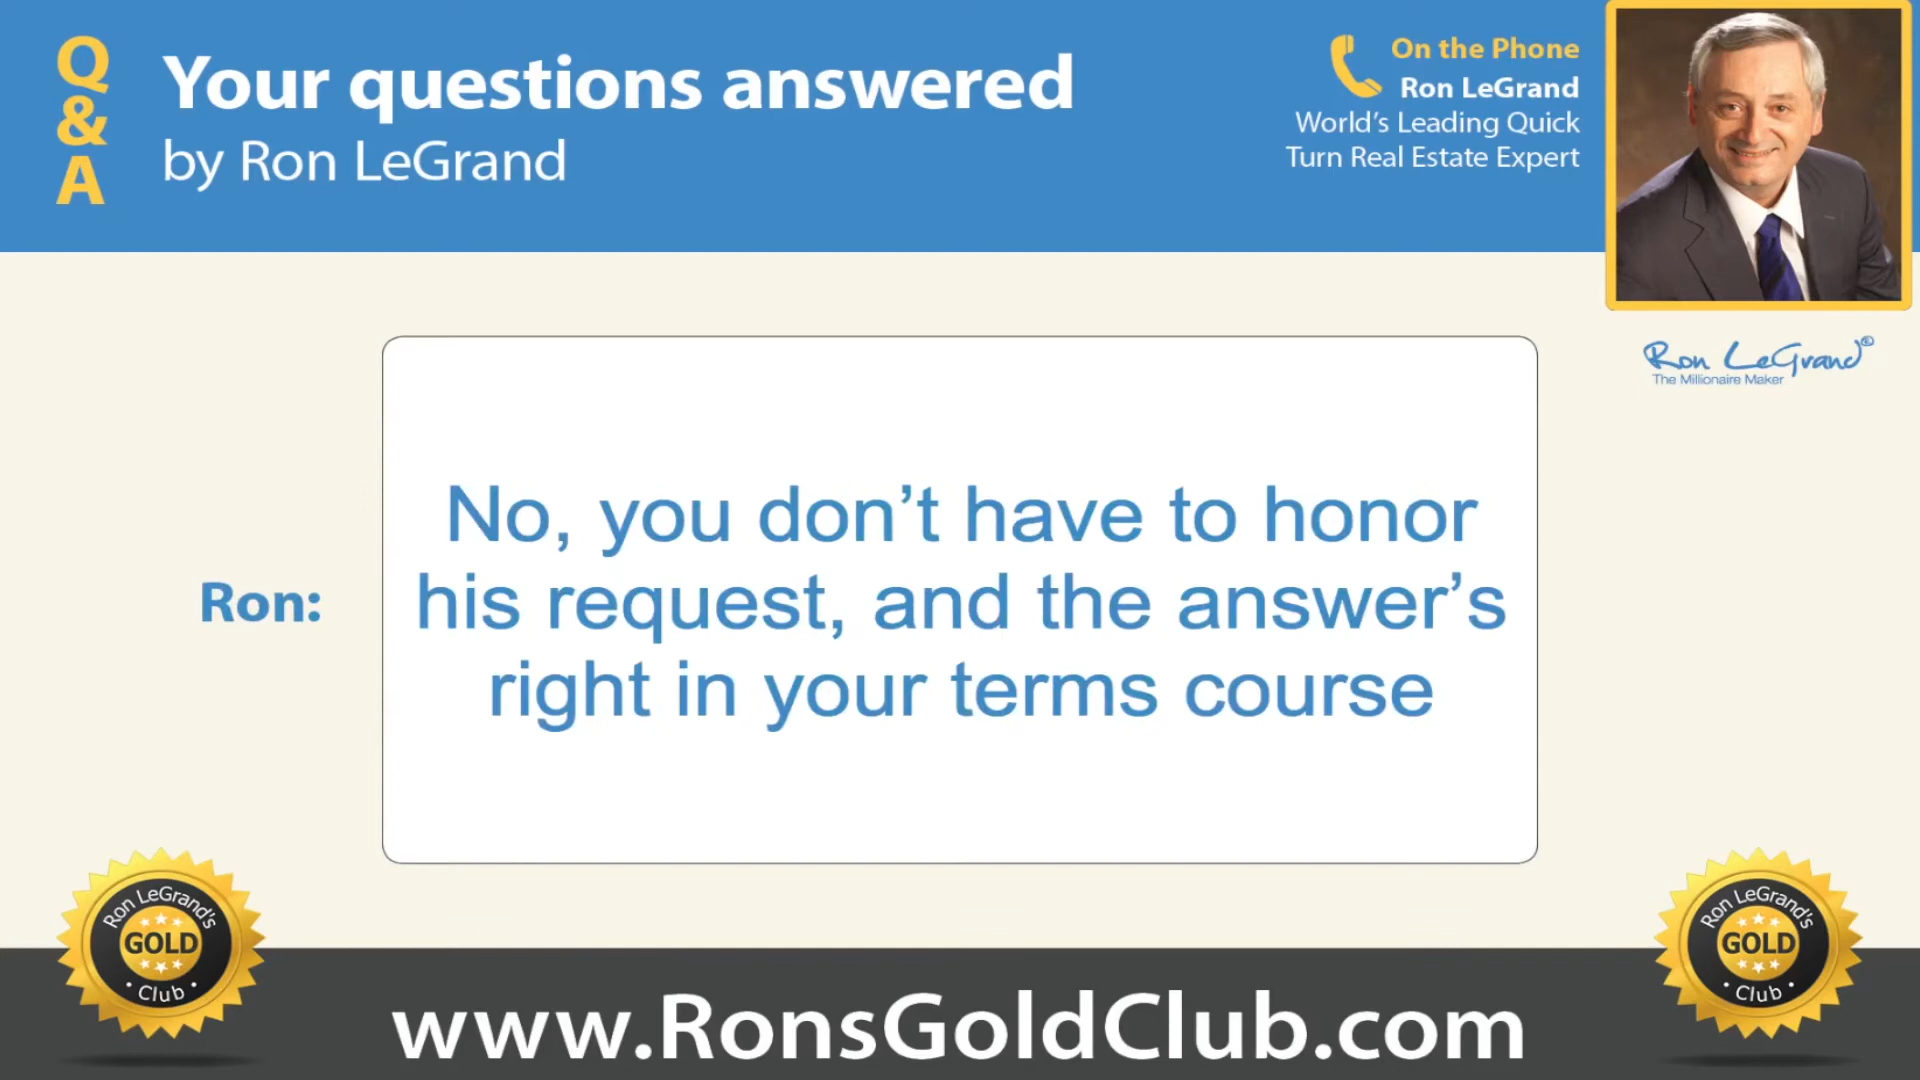 Q
&
A
Your questions answered
by Ron LeGrand
On the Phone
Ron LeGrand
World's Leading Quick
Turn Real Estate Expert
Ron LeGrand®
The Millionaire Maker
Ron:
No, you don't have to honor
his request, and the answer's
right in your terms course
Ron LeGrand's
GOLD
Club
Ron LeGrand's
GOLD
Club
www.RonsGoldClub.com